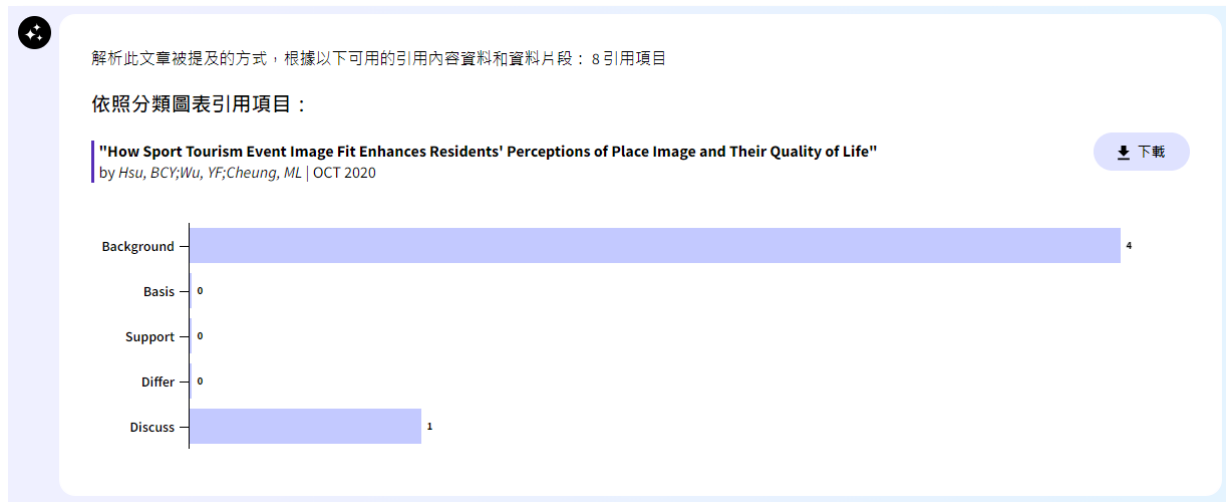 解析此文章被提及的方式，根據以下可用的引用內容資料和資料片段： 8 引用項目
依照分類圖表引用項目：
"How Sport Tourism Event Image Fit Enhances Residents' Perceptions of Place Image and Their Quality of Life"
by Hsu, BCY;Wu, YF;Cheung, ML | OCT 2020
下載
Background 4
Basis 0
Support 0
Differ 0
Discuss 1